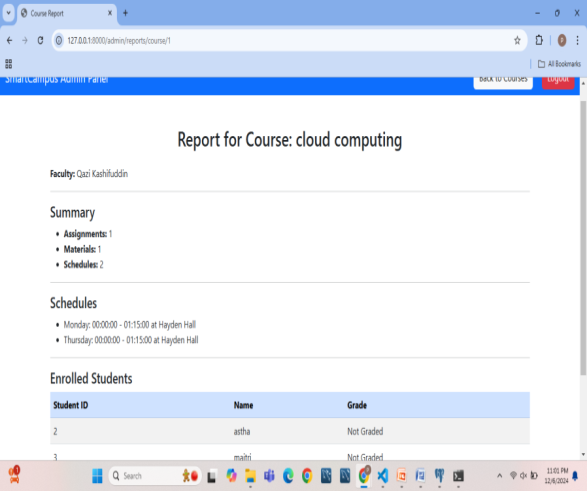 Course Report
127.0.0.1:8000/admin/reports/course/1
All Bookmarks
SmartCampus Admin Panel
Back to Courses
Logout
Report for Course: cloud computing
Faculty: Qazi Kashifuddin
Summary
Assignments: 1
Materials: 1
Schedules: 2
Schedules
Monday: 00:00:00 - 01:15:00 at Hayden Hall
Thursday: 00:00:00 - 01:15:00 at Hayden Hall
Enrolled Students
Student ID Name Grade
2 astha Not Graded
3 maitri Not Graded
Search
11:01 PM
12/6/2024